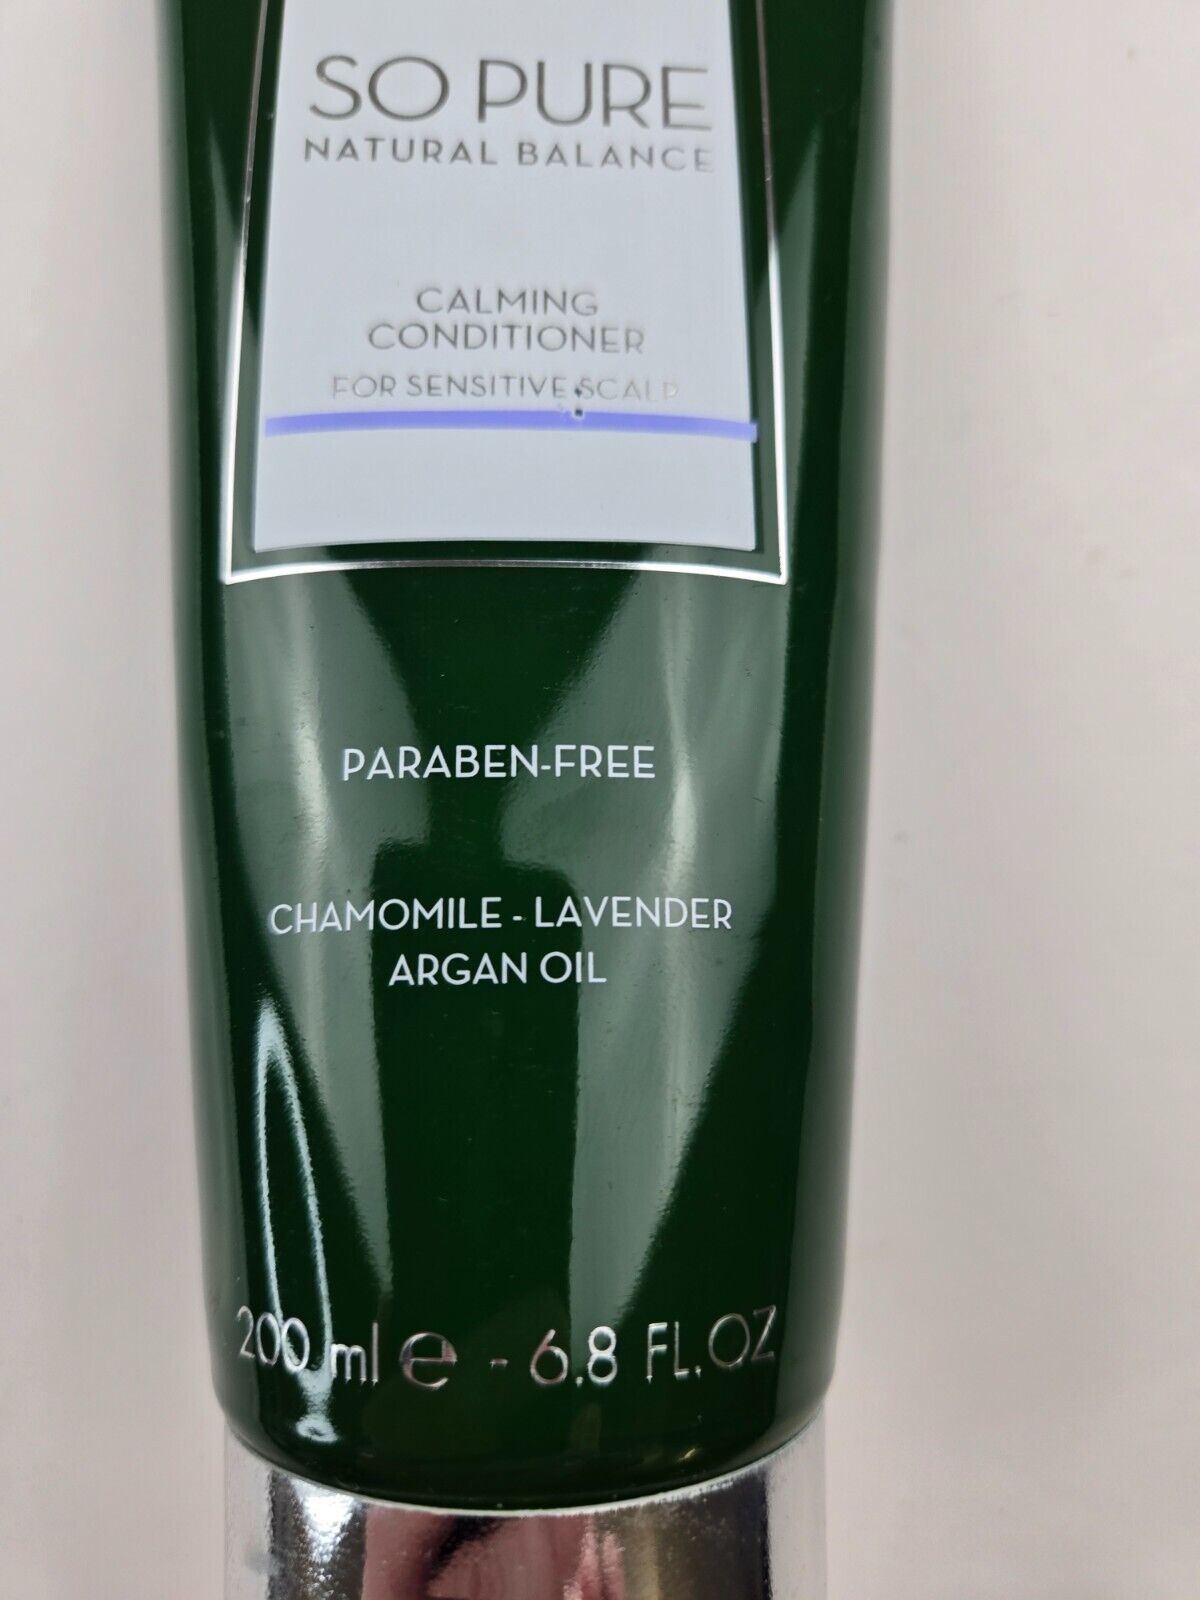 SO PURE
NATURAL BALANCE
CALMING
CONDITIONER
FOR SENSITIVE SCALP
PARABEN-FREE
CHAMOMILE - LAVENDER
ARGAN OIL
200 ml ℮ - 6.8 FL.OZ